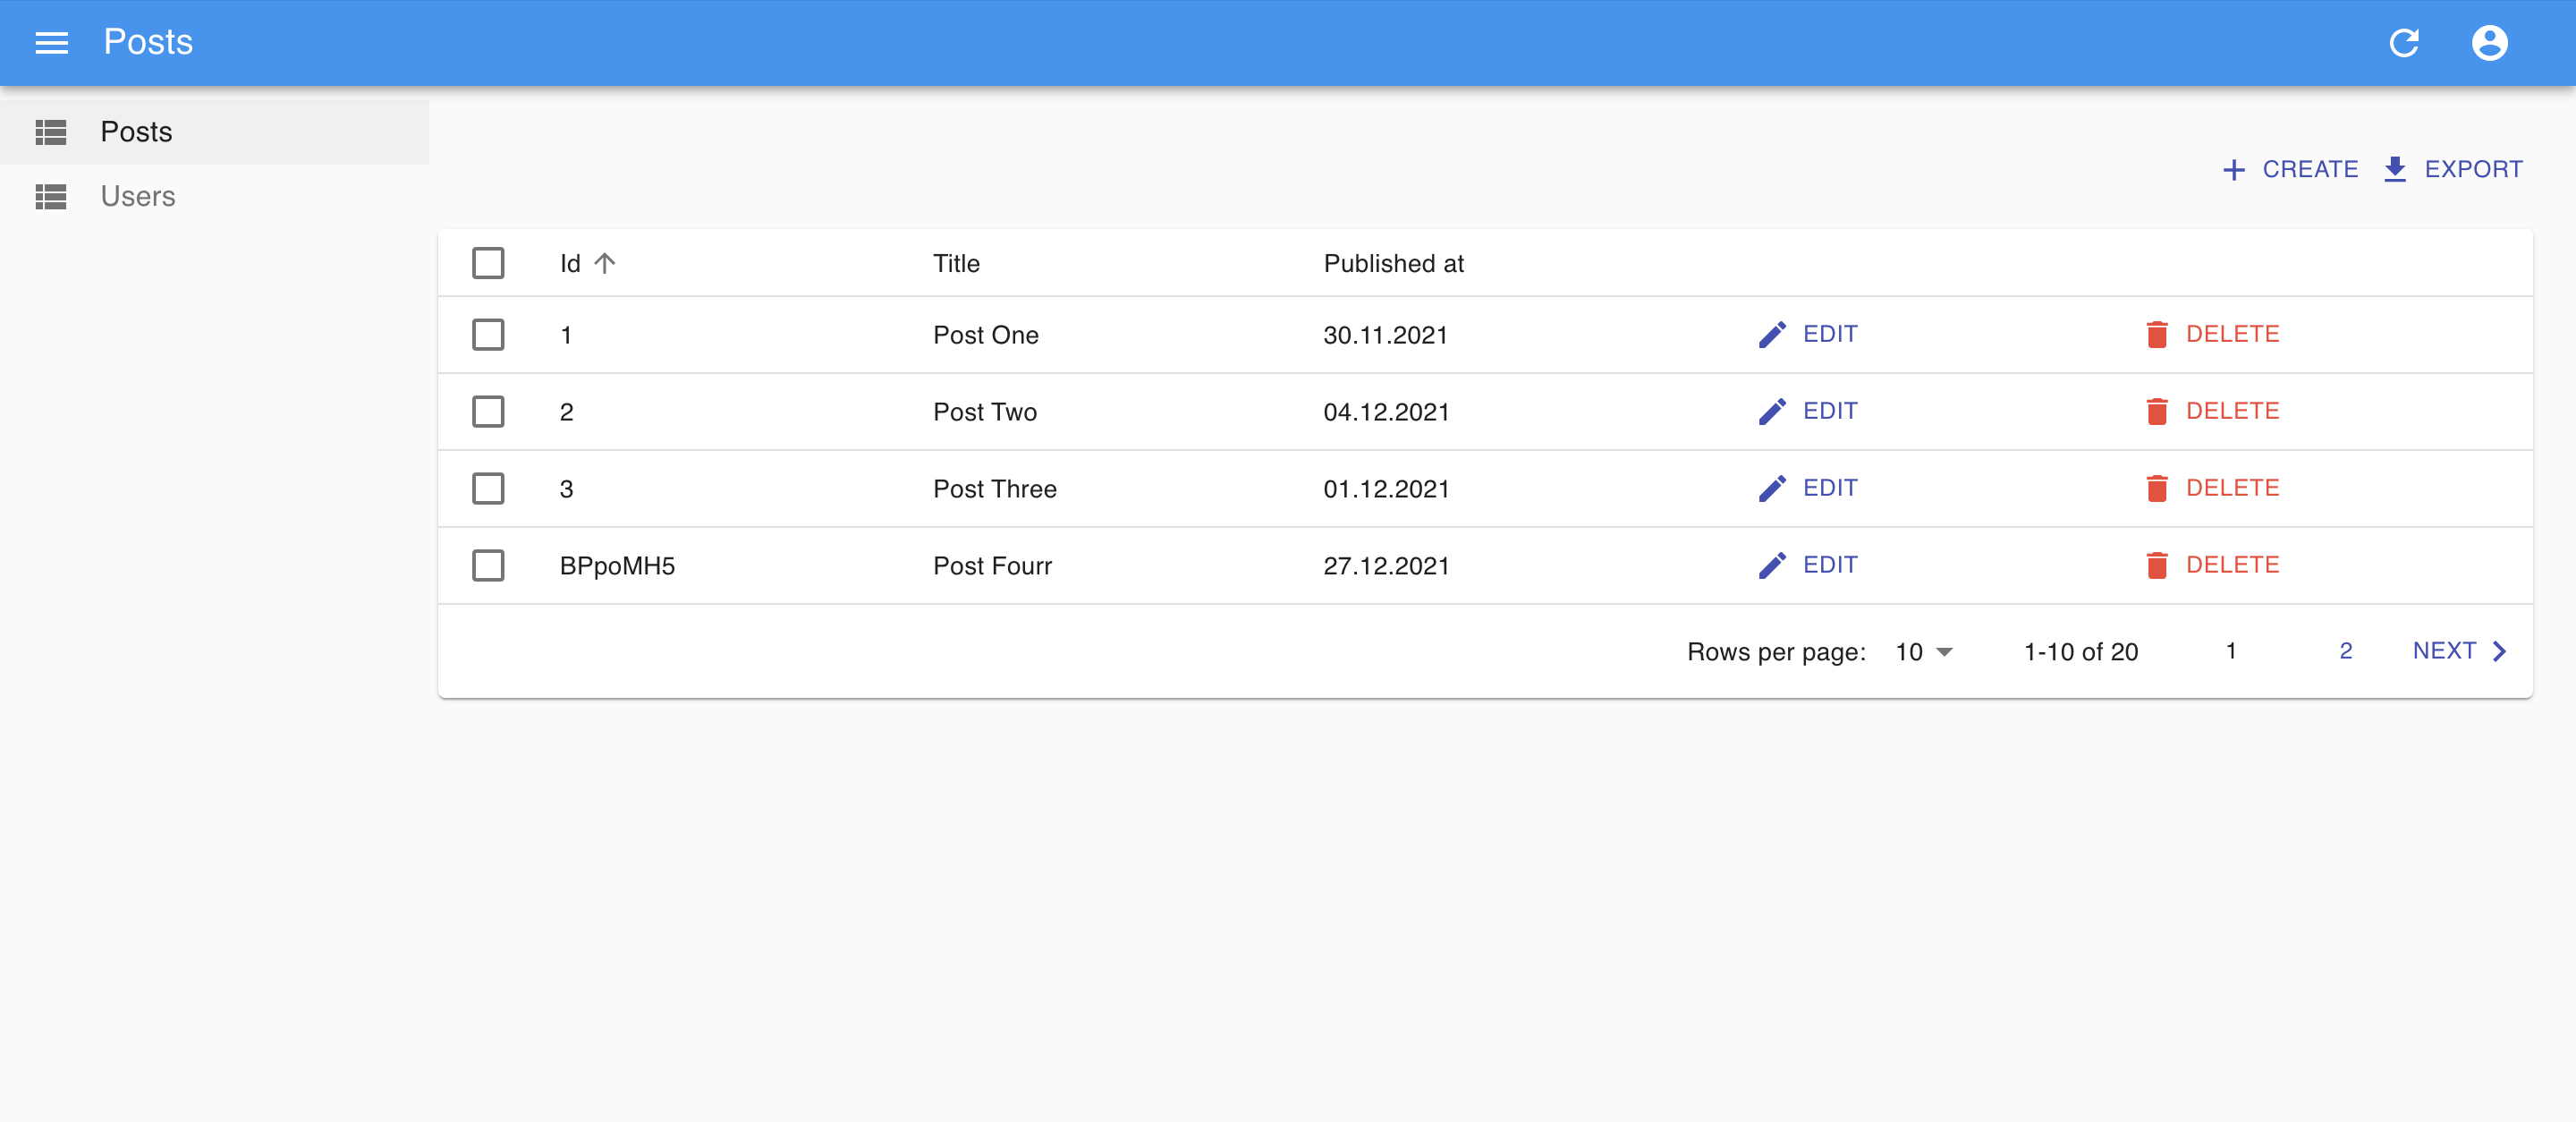 Posts
Posts
Users
CREATE EXPORT
Id Title Published at
1 Post One 30.11.2021 EDIT DELETE
2 Post Two 04.12.2021 EDIT DELETE
3 Post Three 01.12.2021 EDIT DELETE
BPpoMH5 Post Fourr 27.12.2021 EDIT DELETE
Rows per page: 10 1-10 of 20 1 2 NEXT